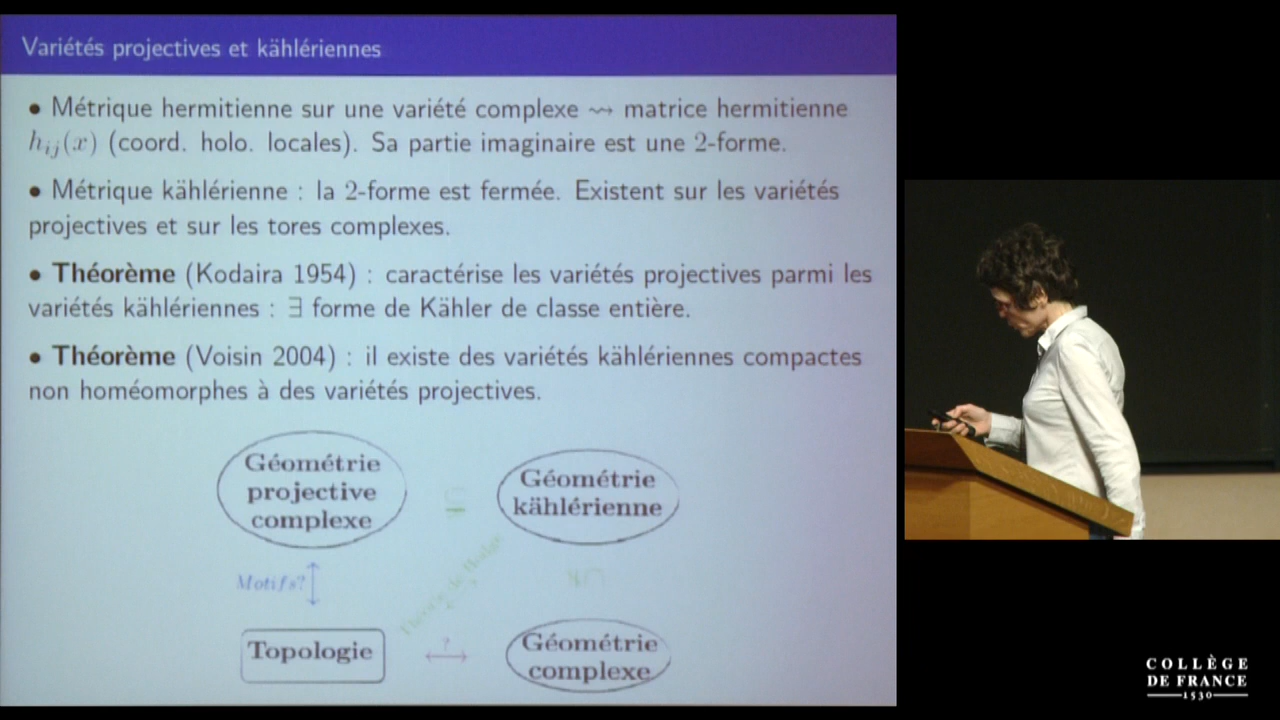 Variétés projectives et kählériennes
• Métrique hermitienne sur une variété complexe ⇝ matrice hermitienne
h_{ij}(x) (coord. holo. locales). Sa partie imaginaire est une 2-forme.
• Métrique kählérienne : la 2-forme est fermée. Existent sur les variétés
projectives et sur les tores complexes.
• Théorème (Kodaira 1954) : caractérise les variétés projectives parmi les
variétés kählériennes : ∃ forme de Kähler de classe entière.
• Théorème (Voisin 2004) : il existe des variétés kählériennes compactes
non homéomorphes à des variétés projectives.
Géométrie
projective
complexe
Géométrie
kählérienne
Motifs?
Théorie de Hodge
Topologie
?
Géométrie
complexe
COLLÈGE
DE FRANCE
1530